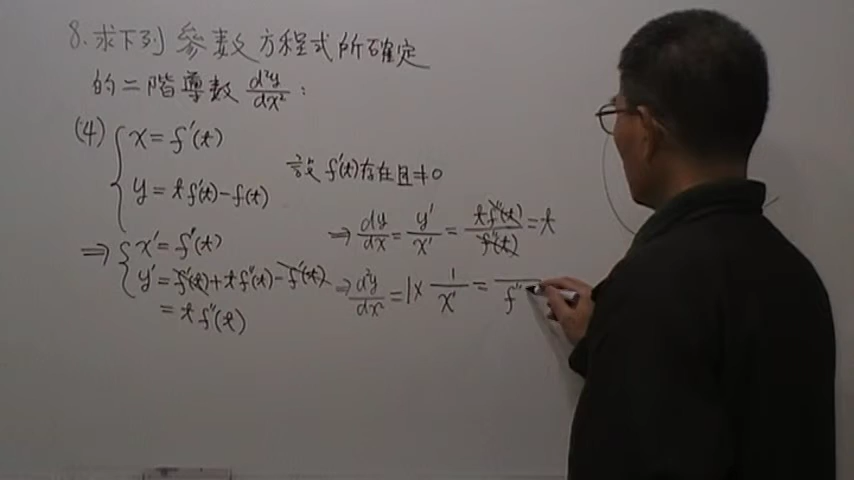 8.求下列參數方程式所確定
的二階導數 d²y/dx² :
(4) { x = f'(t)
y = t f'(t) - f(t)
設 f'(t)存在且≠0
⇒ { x' = f''(t)
y' = f'(t) + t f''(t) - f'(t)
= t f''(t)
⇒ dy/dx = y'/x' = t f''(t)/f''(t) = t
⇒ d²y/dx² = 1 × 1/x' = /f''